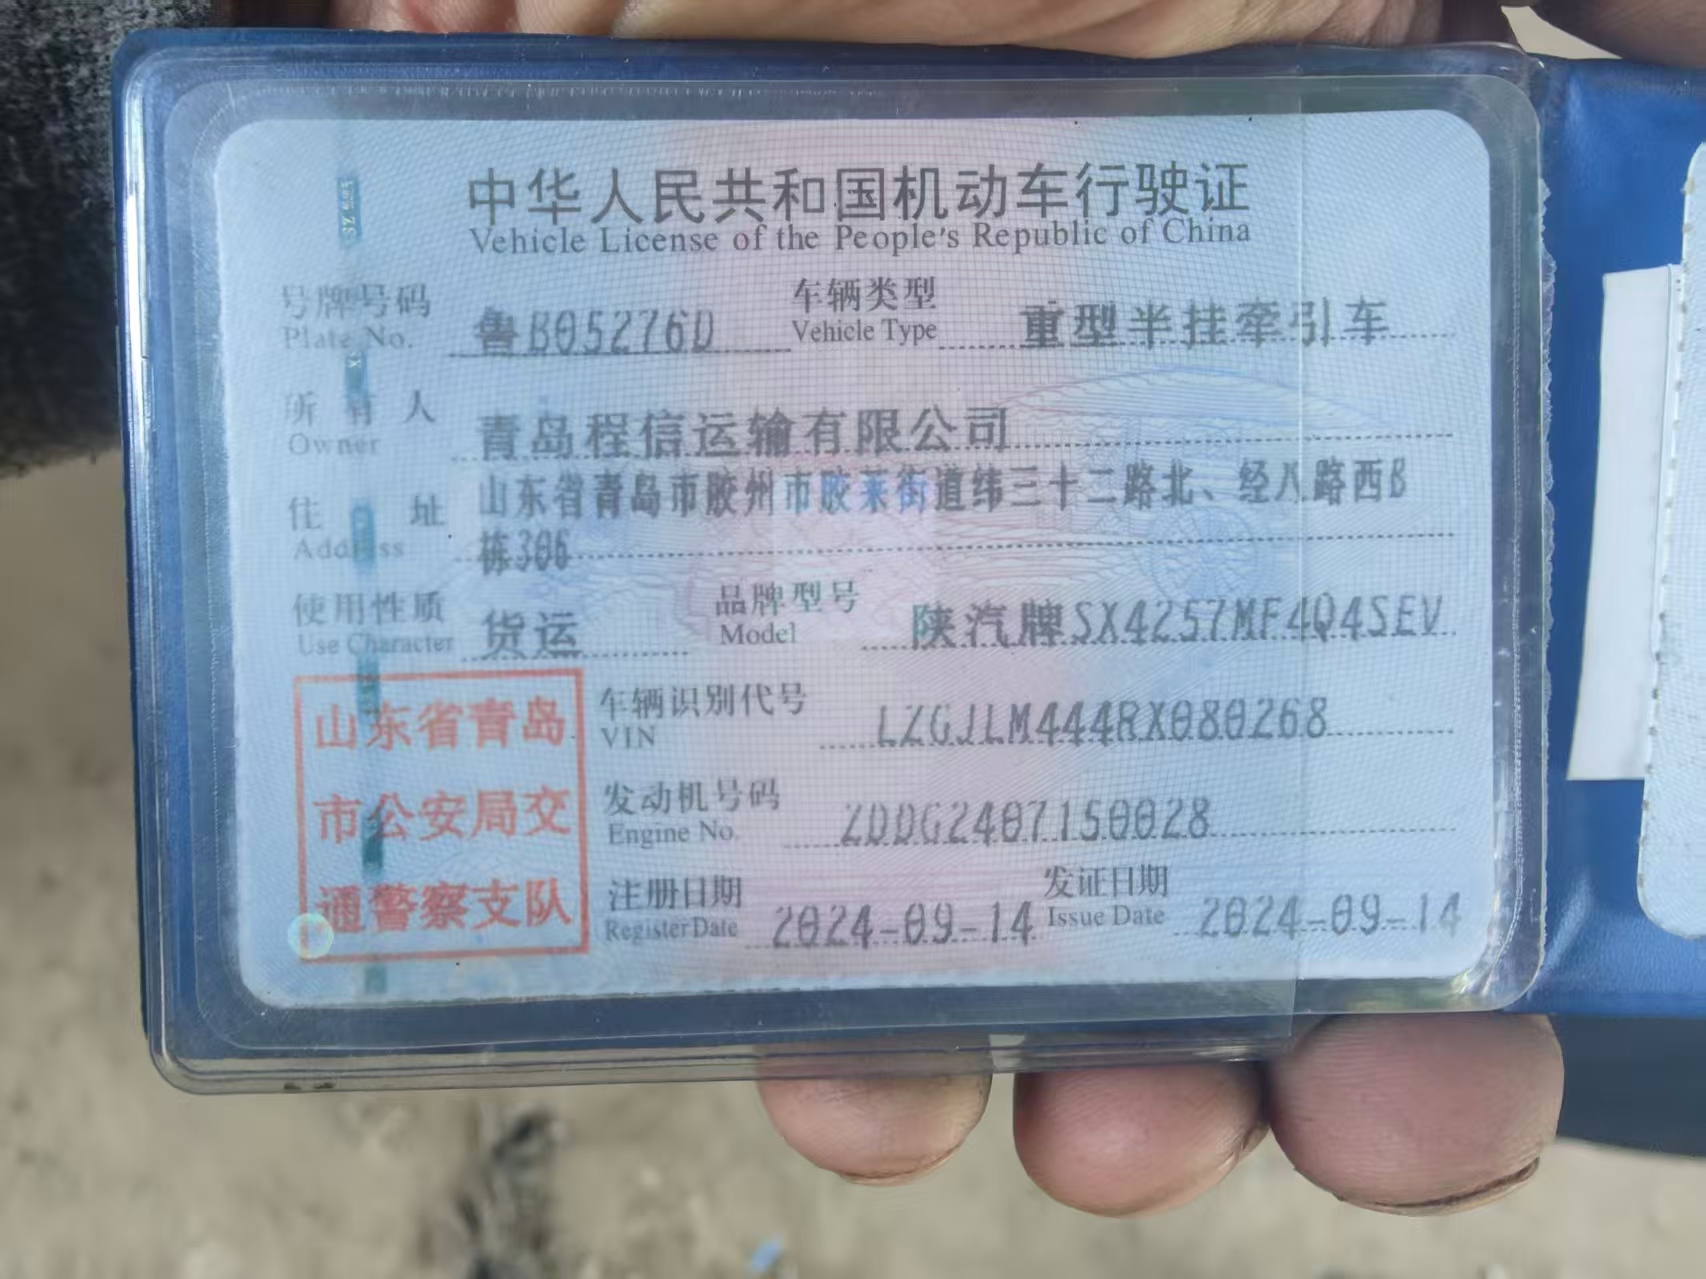 中华人民共和国机动车行驶证
Vehicle License of the People's Republic of China
号牌号码 鲁B05276D 车辆类型 重型半挂牵引车
Plate No. Vehicle Type
所有人 青岛程信运输有限公司
Owner
住址 山东省青岛市胶州市胶莱街道纬三十二路北、经八路西B
Address 栋306
使用性质 货运 品牌型号 陕汽牌SX4257MF4Q4SEV
Use Character Model
车辆识别代号 LZGJLM444RX080268
VIN
发动机号码 ZDDG2407150028
Engine No.
注册日期 2024-09-14 发证日期 2024-09-14
Register Date Issue Date
山东省青岛
市公安局交
通警察支队